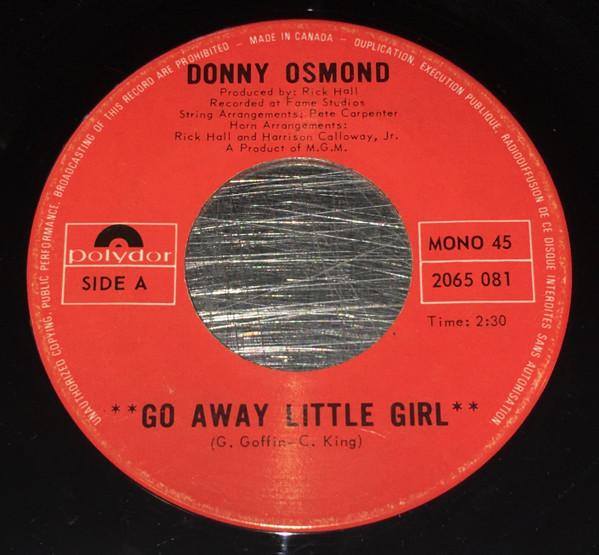 UNAUTHORIZED COPYING, PUBLIC PERFORMANCE, BROADCASTING OF THIS RECORD ARE PROHIBITED - MADE IN CANADA - DUPLICATION, EXECUTION PUBLIQUE, RADIODIFFUSION DE CE DISQUE INTERDITES SANS AUTORISATION
DONNY OSMOND
Produced by: Rick Hall
Recorded at Fame Studios
String Arrangements: Pete Carpenter
Horn Arrangements:
Rick Hall and Harrison Calloway, Jr.
A Product of M.G.M.
polydor
SIDE A
MONO 45
2065 081
Time: 2:30
**GO AWAY LITTLE GIRL**
(G. Goffin-C. King)